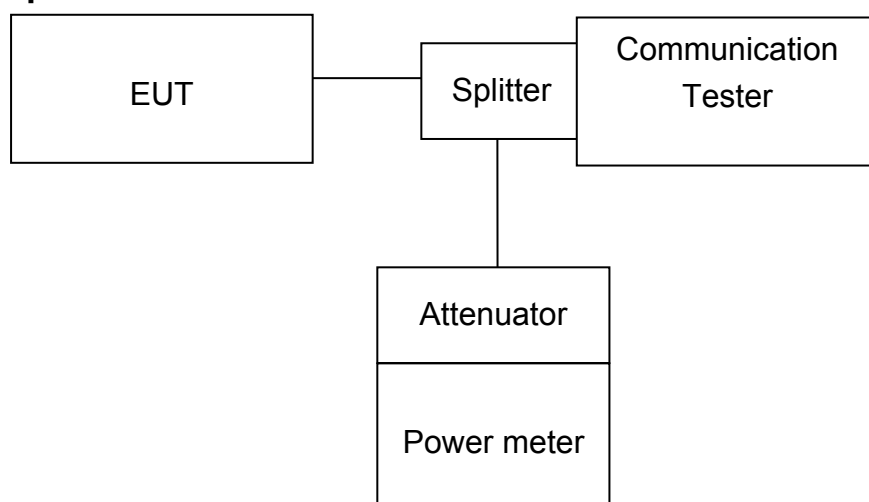 EUT
Splitter
Communication
Tester
Attenuator
Power meter